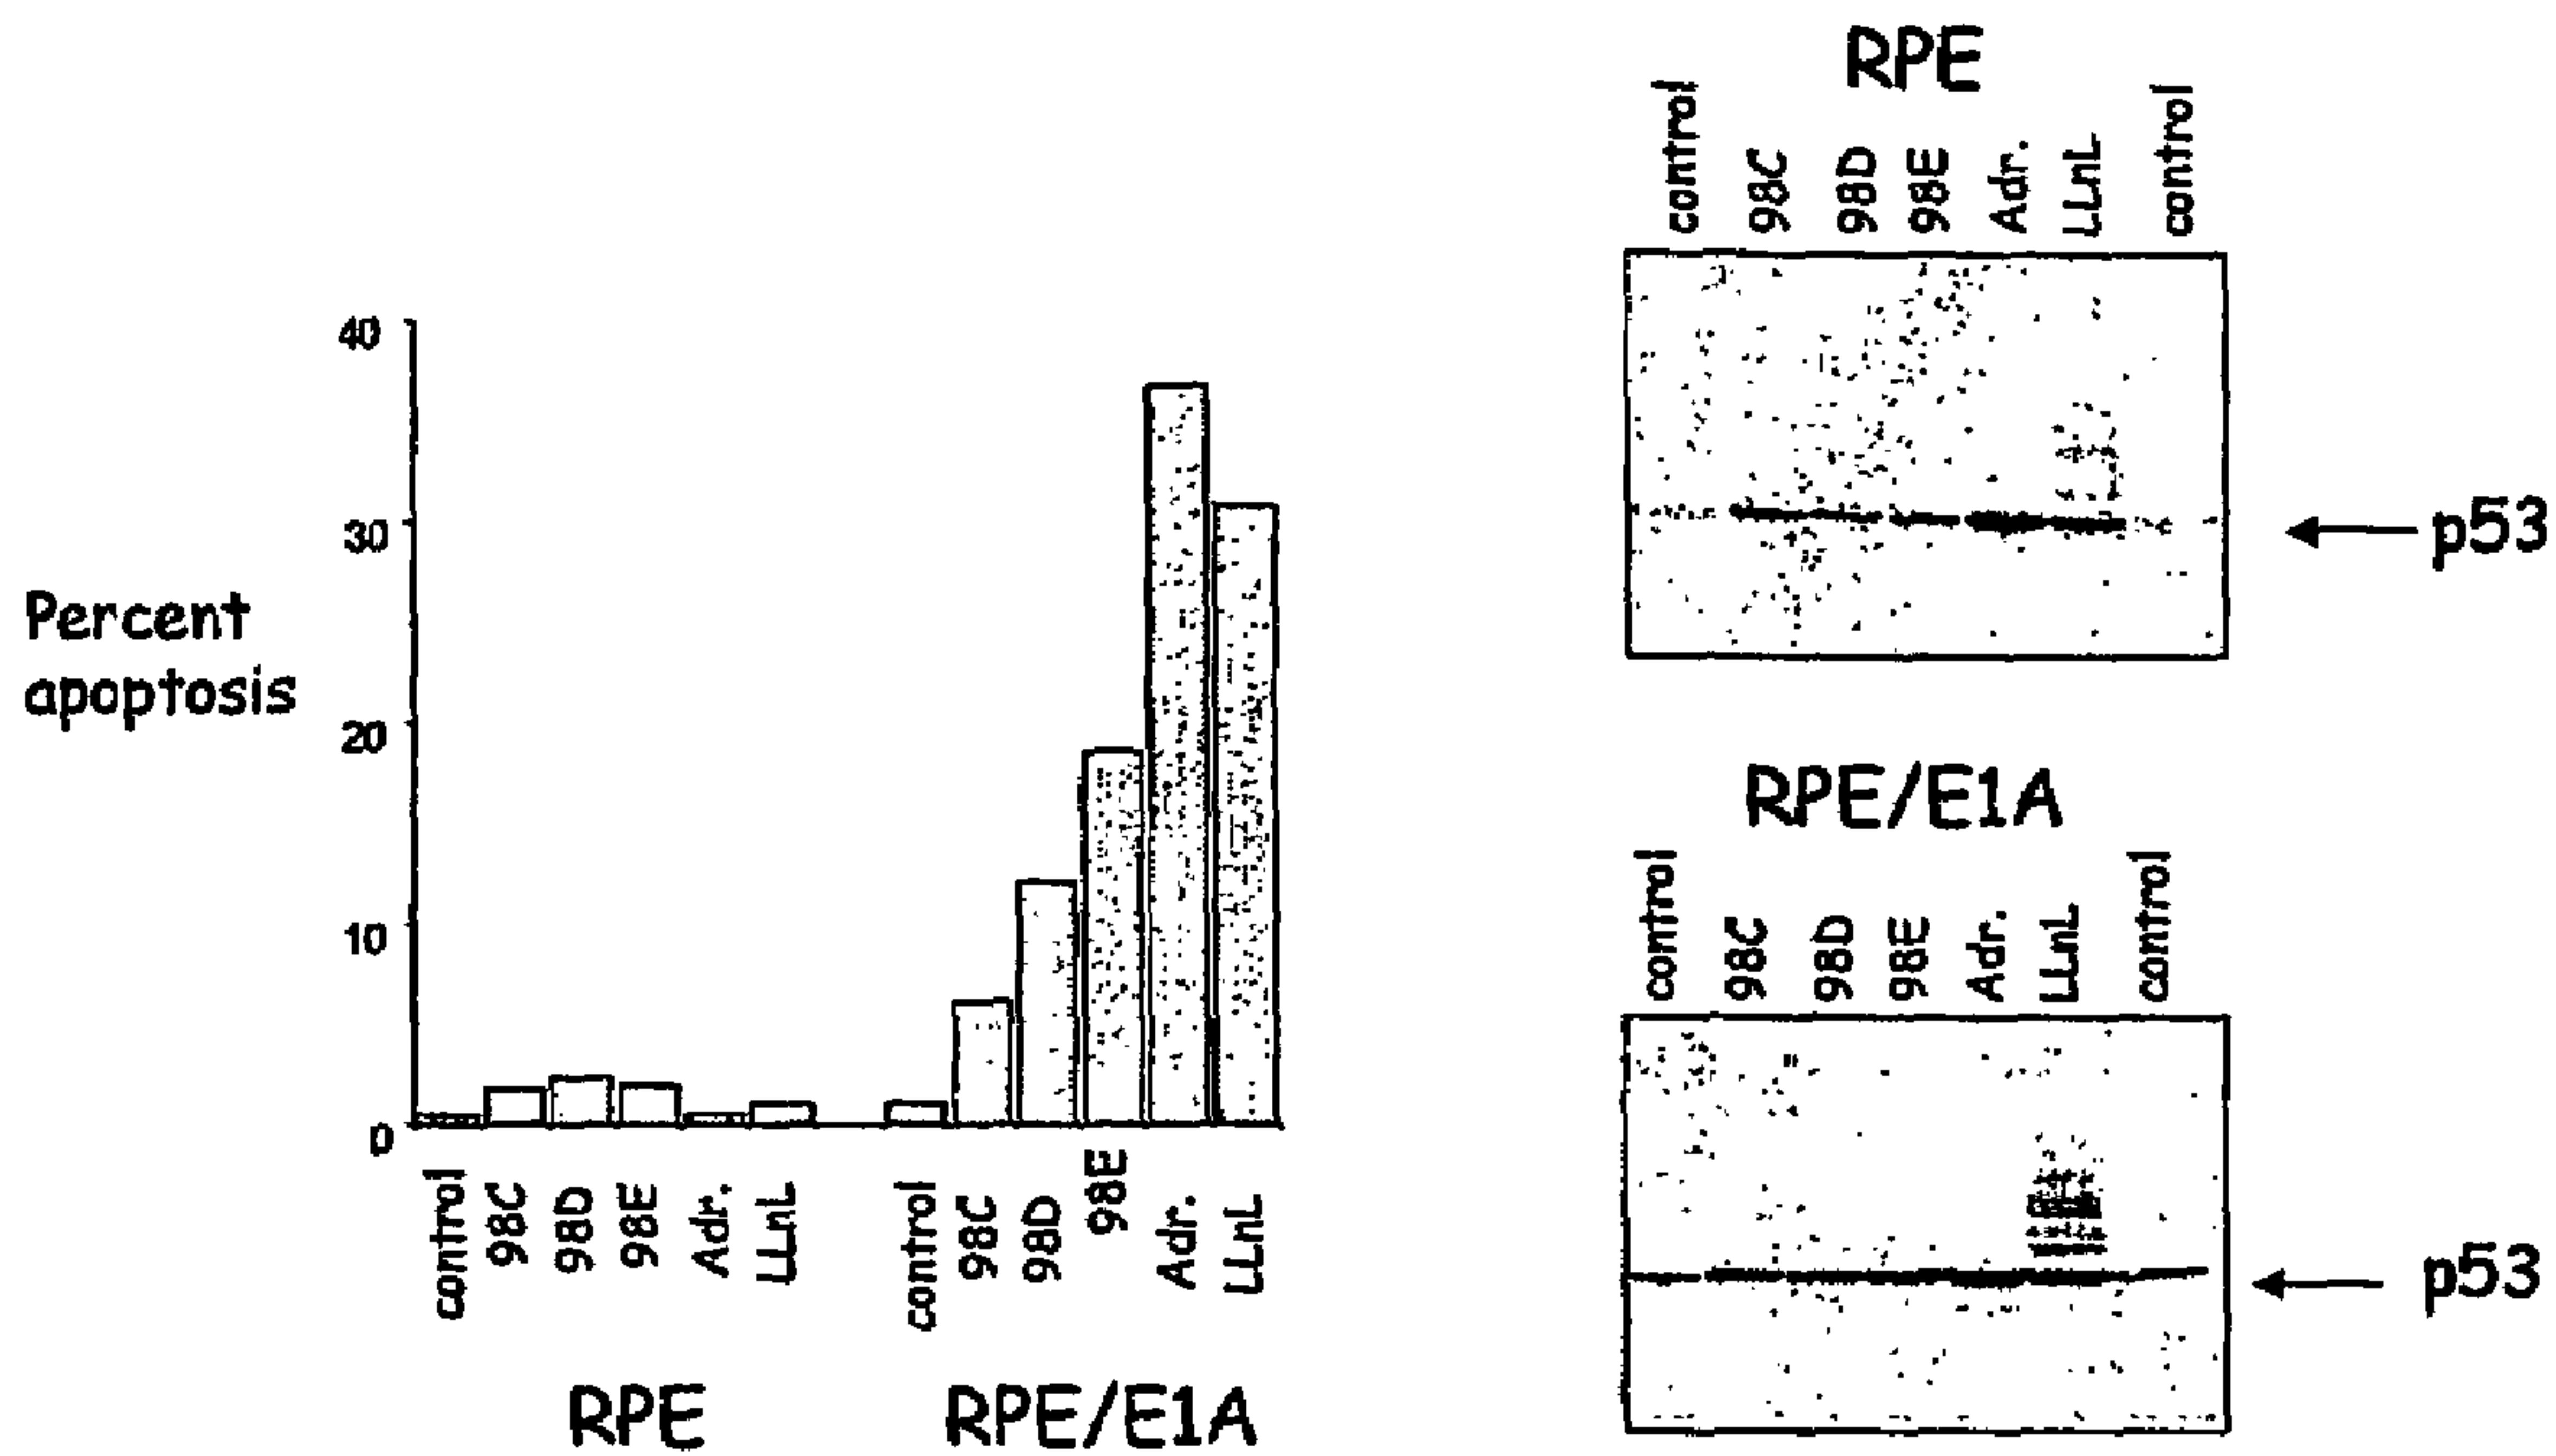 Percent
apoptosis
40
30
20
10
0
control
98C
98D
98E
Adr.
LLnL
control
98C
98D
98E
Adr.
LLnL
RPE
RPE/E1A
RPE
control
98C
98D
98E
Adr.
LLnL
control
p53
RPE/E1A
control
98C
98D
98E
Adr.
LLnL
control
p53